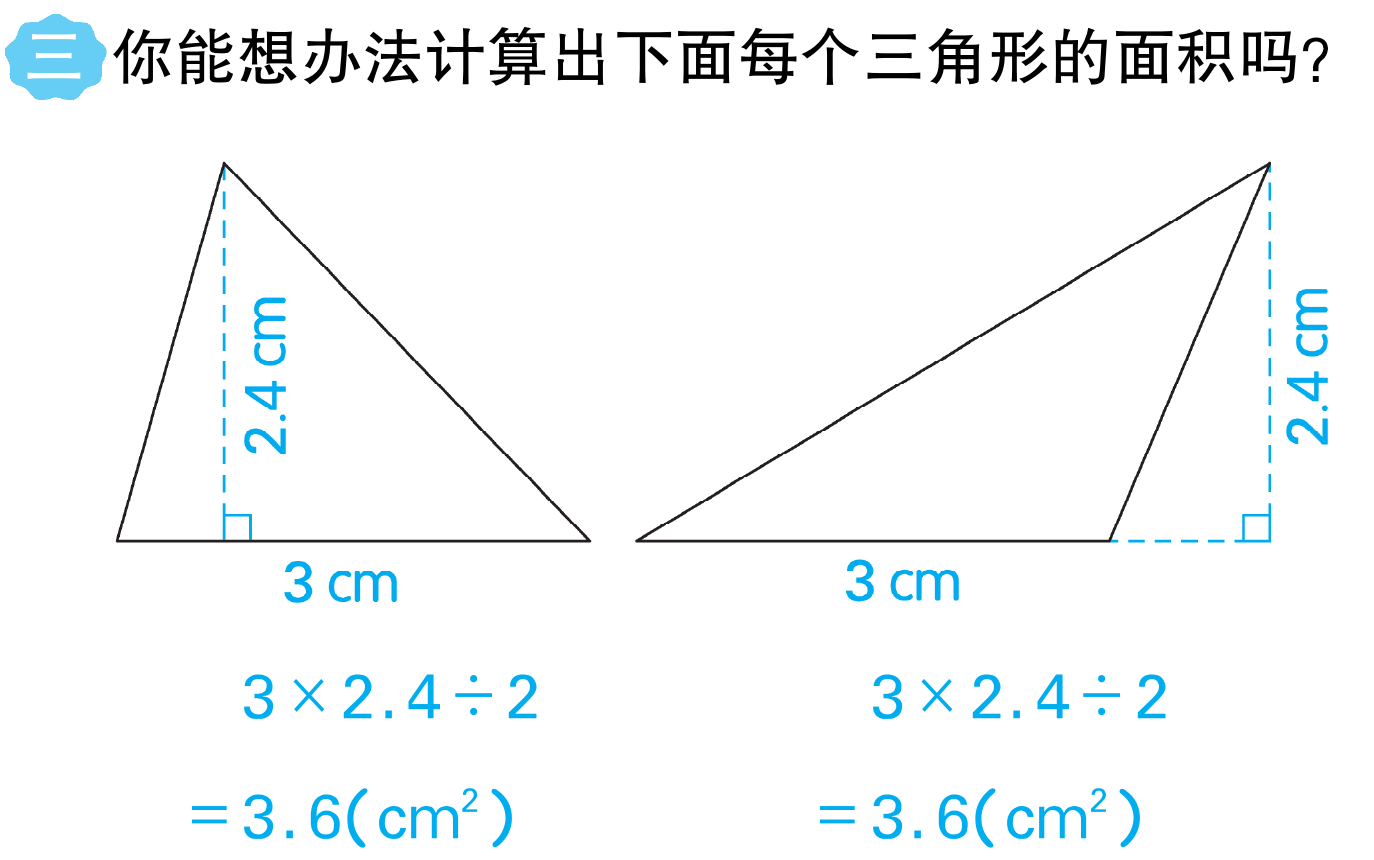 三 你能想办法计算出下面每个三角形的面积吗?
2.4 cm
3 cm
2.4 cm
3 cm
3×2.4÷2
=3.6(cm²)
3×2.4÷2
=3.6(cm²)